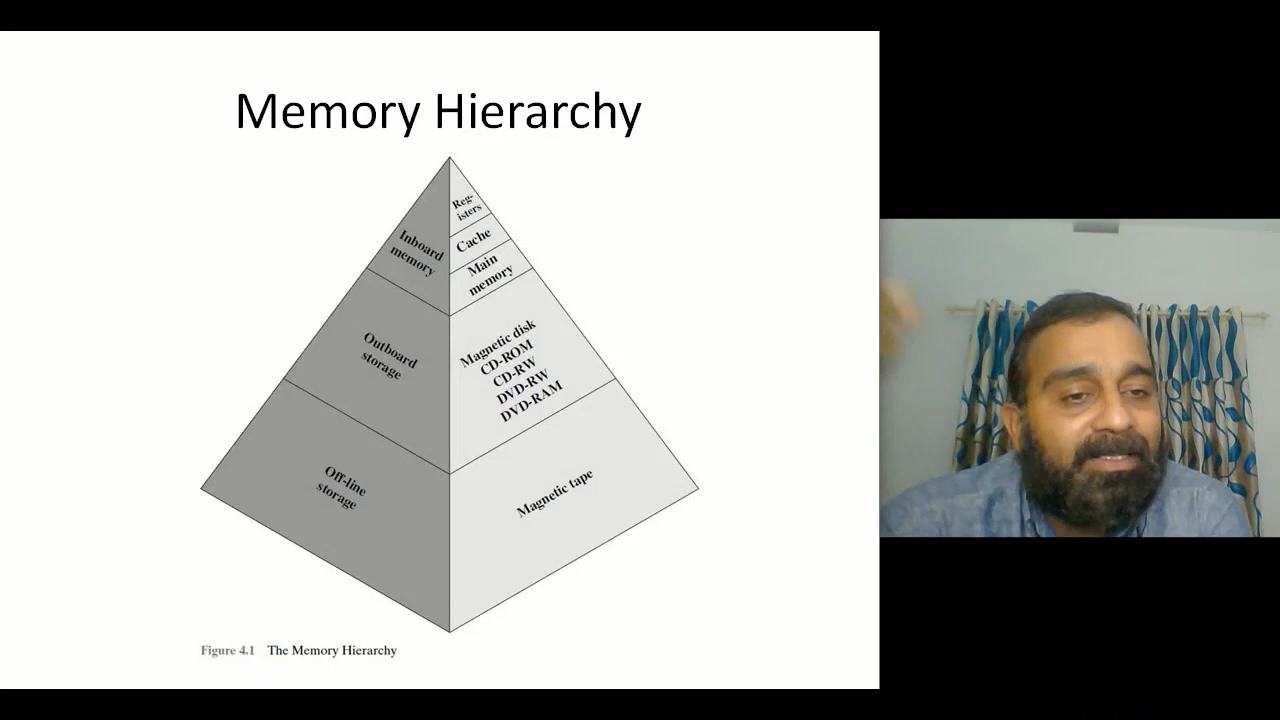 Memory Hierarchy
Reg-
isters
Cache
Main
memory
Inboard
memory
Magnetic disk
CD-ROM
CD-RW
DVD-RW
DVD-RAM
Outboard
storage
Magnetic tape
Off-line
storage
Figure 4.1 The Memory Hierarchy